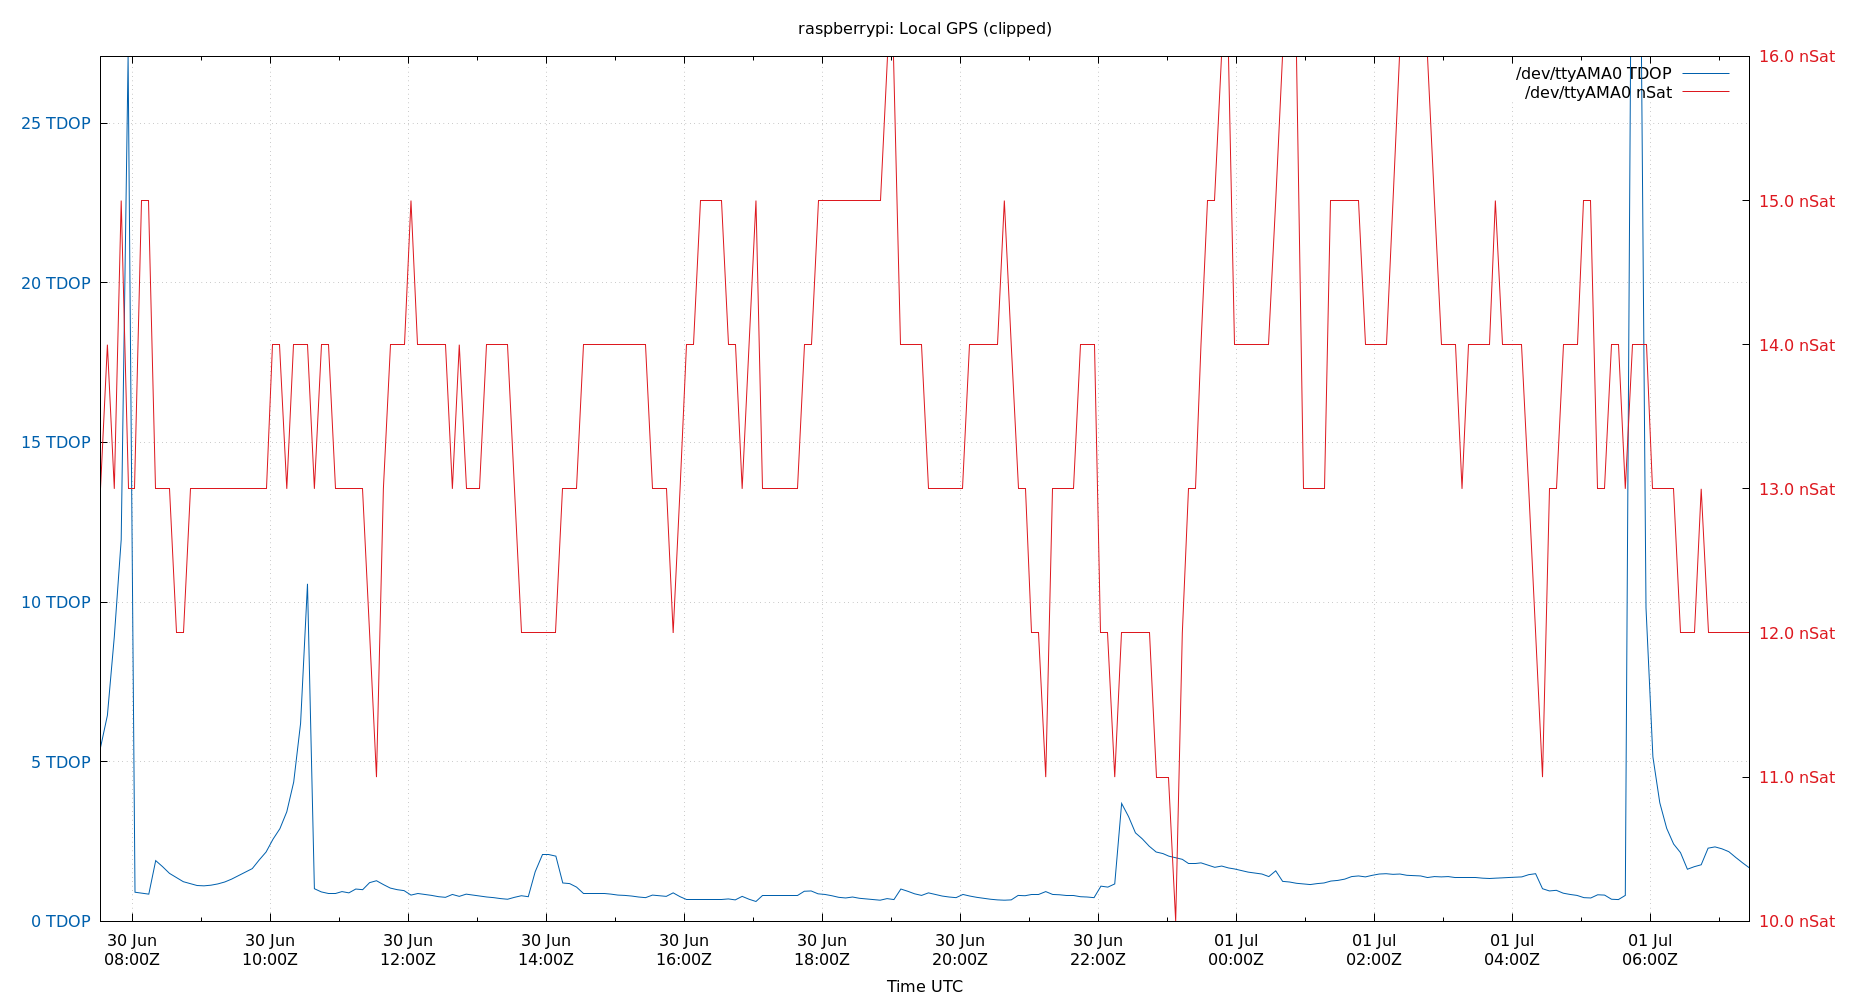 raspberrypi: Local GPS (clipped)
/dev/ttyAMA0 TDOP
/dev/ttyAMA0 nSat
25 TDOP
20 TDOP
15 TDOP
10 TDOP
5 TDOP
0 TDOP
16.0 nSat
15.0 nSat
14.0 nSat
13.0 nSat
12.0 nSat
11.0 nSat
10.0 nSat
30 Jun
08:00Z
30 Jun
10:00Z
30 Jun
12:00Z
30 Jun
14:00Z
30 Jun
16:00Z
30 Jun
18:00Z
30 Jun
20:00Z
30 Jun
22:00Z
01 Jul
00:00Z
01 Jul
02:00Z
01 Jul
04:00Z
01 Jul
06:00Z
Time UTC